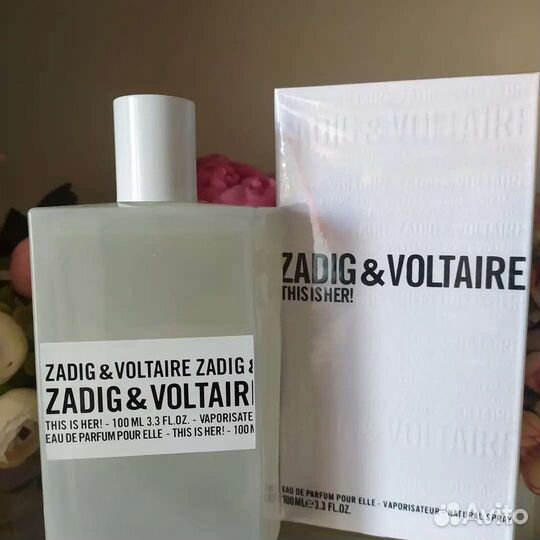 ZADIG & VOLTAIRE ZADIG &
ZADIG & VOLTAIRE
THIS IS HER! - 100 ML 3.3 FL.OZ. - VAPORISATE
EAU DE PARFUM POUR ELLE - THIS IS HER! - 100 M
ZADIG & VOLTAIRE
ZADIG & VOLTAIRE
THIS IS HER!
EAU DE PARFUM POUR ELLE - VAPORISATEUR - NATURAL SPRAY
100 ML e 3.3 FL.OZ.
Avito